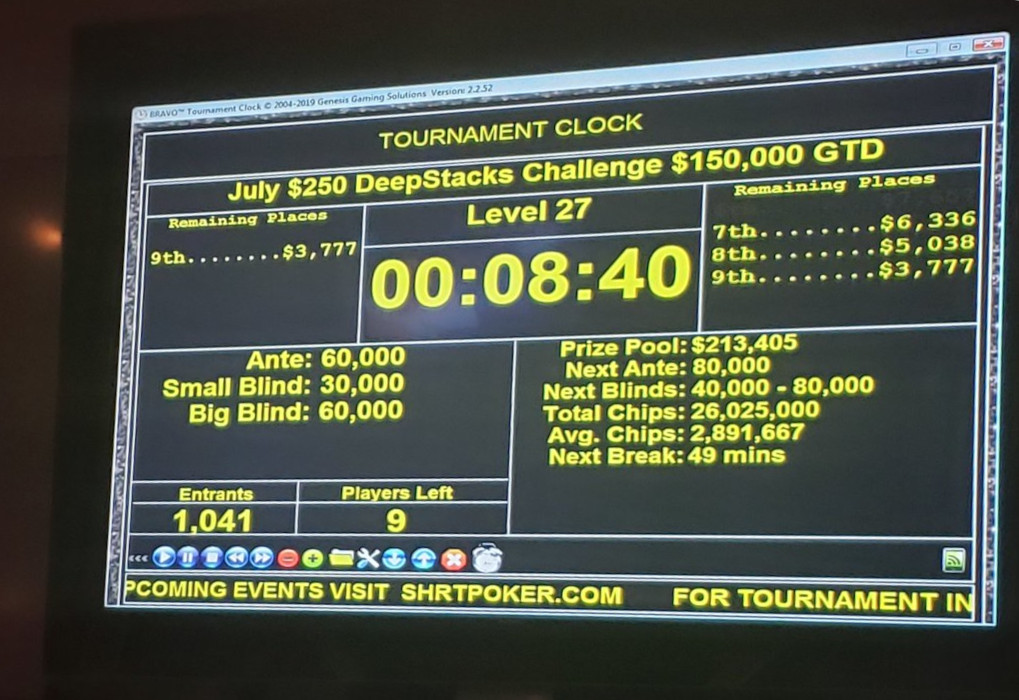 BRAVO™ Tournament Clock © 2004-2019 Genesis Gaming Solutions Version: 2.2.52
TOURNAMENT CLOCK
July $250 DeepStacks Challenge $150,000 GTD
Remaining Places
9th........$3,777
Level 27
00:08:40
Remaining Places
7th........$6,336
8th........$5,038
9th........$3,777
Ante: 60,000
Small Blind: 30,000
Big Blind: 60,000
Prize Pool: $213,405
Next Ante: 80,000
Next Blinds: 40,000 - 80,000
Total Chips: 26,025,000
Avg. Chips: 2,891,667
Next Break: 49 mins
Entrants
1,041
Players Left
9
<<<
PCOMING EVENTS VISIT SHRTPOKER.COM FOR TOURNAMENT IN